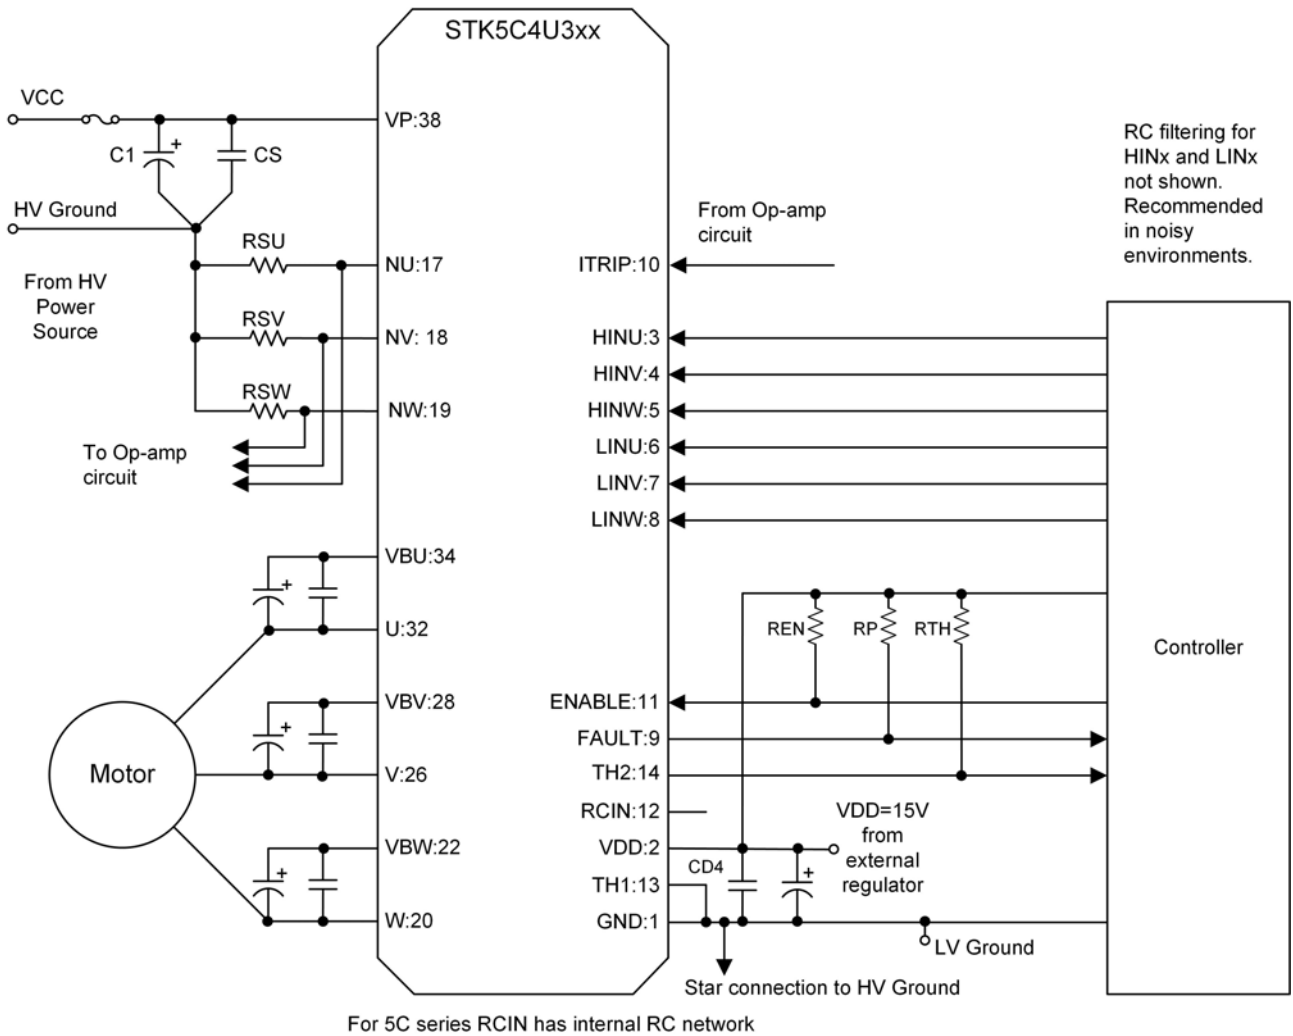 STK5C4U3xx
VCC
VP:38
C1
+
CS
HV Ground
RSU
NU:17
From HV
Power
Source
RSV
NV: 18
RSW
NW:19
To Op-amp
circuit
VBU:34
+
U:32
VBV:28
+
Motor
V:26
VBW:22
+
W:20
From Op-amp
circuit
ITRIP:10
HINU:3
HINV:4
HINW:5
LINU:6
LINV:7
LINW:8
REN
RP
RTH
ENABLE:11
FAULT:9
TH2:14
RCIN:12
VDD:2
TH1:13
GND:1
CD4
+
VDD=15V
from
external
regulator
LV Ground
Star connection to HV Ground
RC filtering for
HINx and LINx
not shown.
Recommended
in noisy
environments.
Controller
For 5C series RCIN has internal RC network